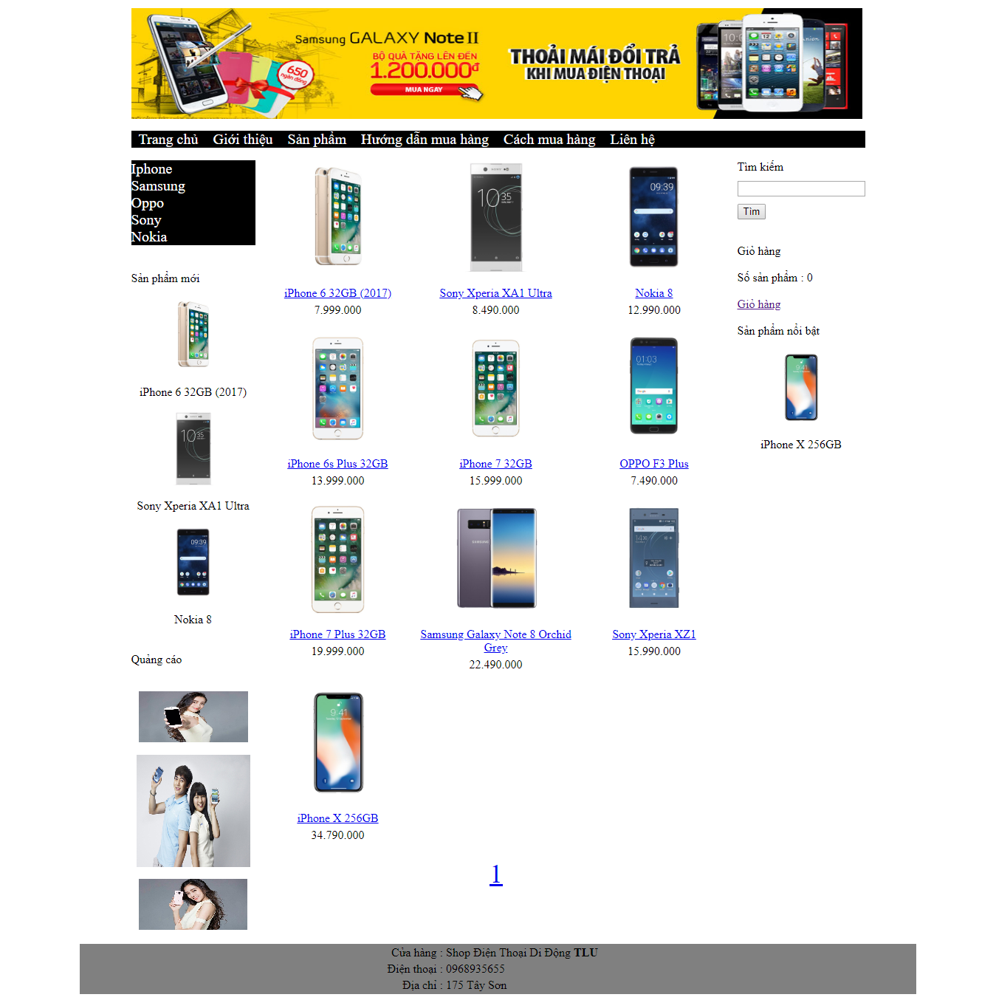 Samsung GALAXY Note II
BỘ QUÀ TẶNG LÊN ĐẾN
1.200.000đ
MUA NGAY
650
ngàn đồng
THOẢI MÁI ĐỔI TRẢ
KHI MUA ĐIỆN THOẠI
Trang chủ Giới thiệu Sản phẩm Hướng dẫn mua hàng Cách mua hàng Liên hệ
Iphone
Samsung
Oppo
Sony
Nokia
Sản phẩm mới
iPhone 6 32GB (2017)
Sony Xperia XA1 Ultra
Nokia 8
Quảng cáo
iPhone 6 32GB (2017)
7.999.000
Sony Xperia XA1 Ultra
8.490.000
Nokia 8
12.990.000
iPhone 6s Plus 32GB
13.999.000
iPhone 7 32GB
15.999.000
OPPO F3 Plus
7.490.000
iPhone 7 Plus 32GB
19.999.000
Samsung Galaxy Note 8 Orchid
Grey
22.490.000
Sony Xperia XZ1
15.990.000
iPhone X 256GB
34.790.000
1
Tìm kiếm
Tìm
Giỏ hàng
Số sản phẩm : 0
Giỏ hàng
Sản phẩm nổi bật
iPhone X 256GB
Cửa hàng : Shop Điện Thoại Di Động TLU
Điện thoại : 0968935655
Địa chỉ : 175 Tây Sơn